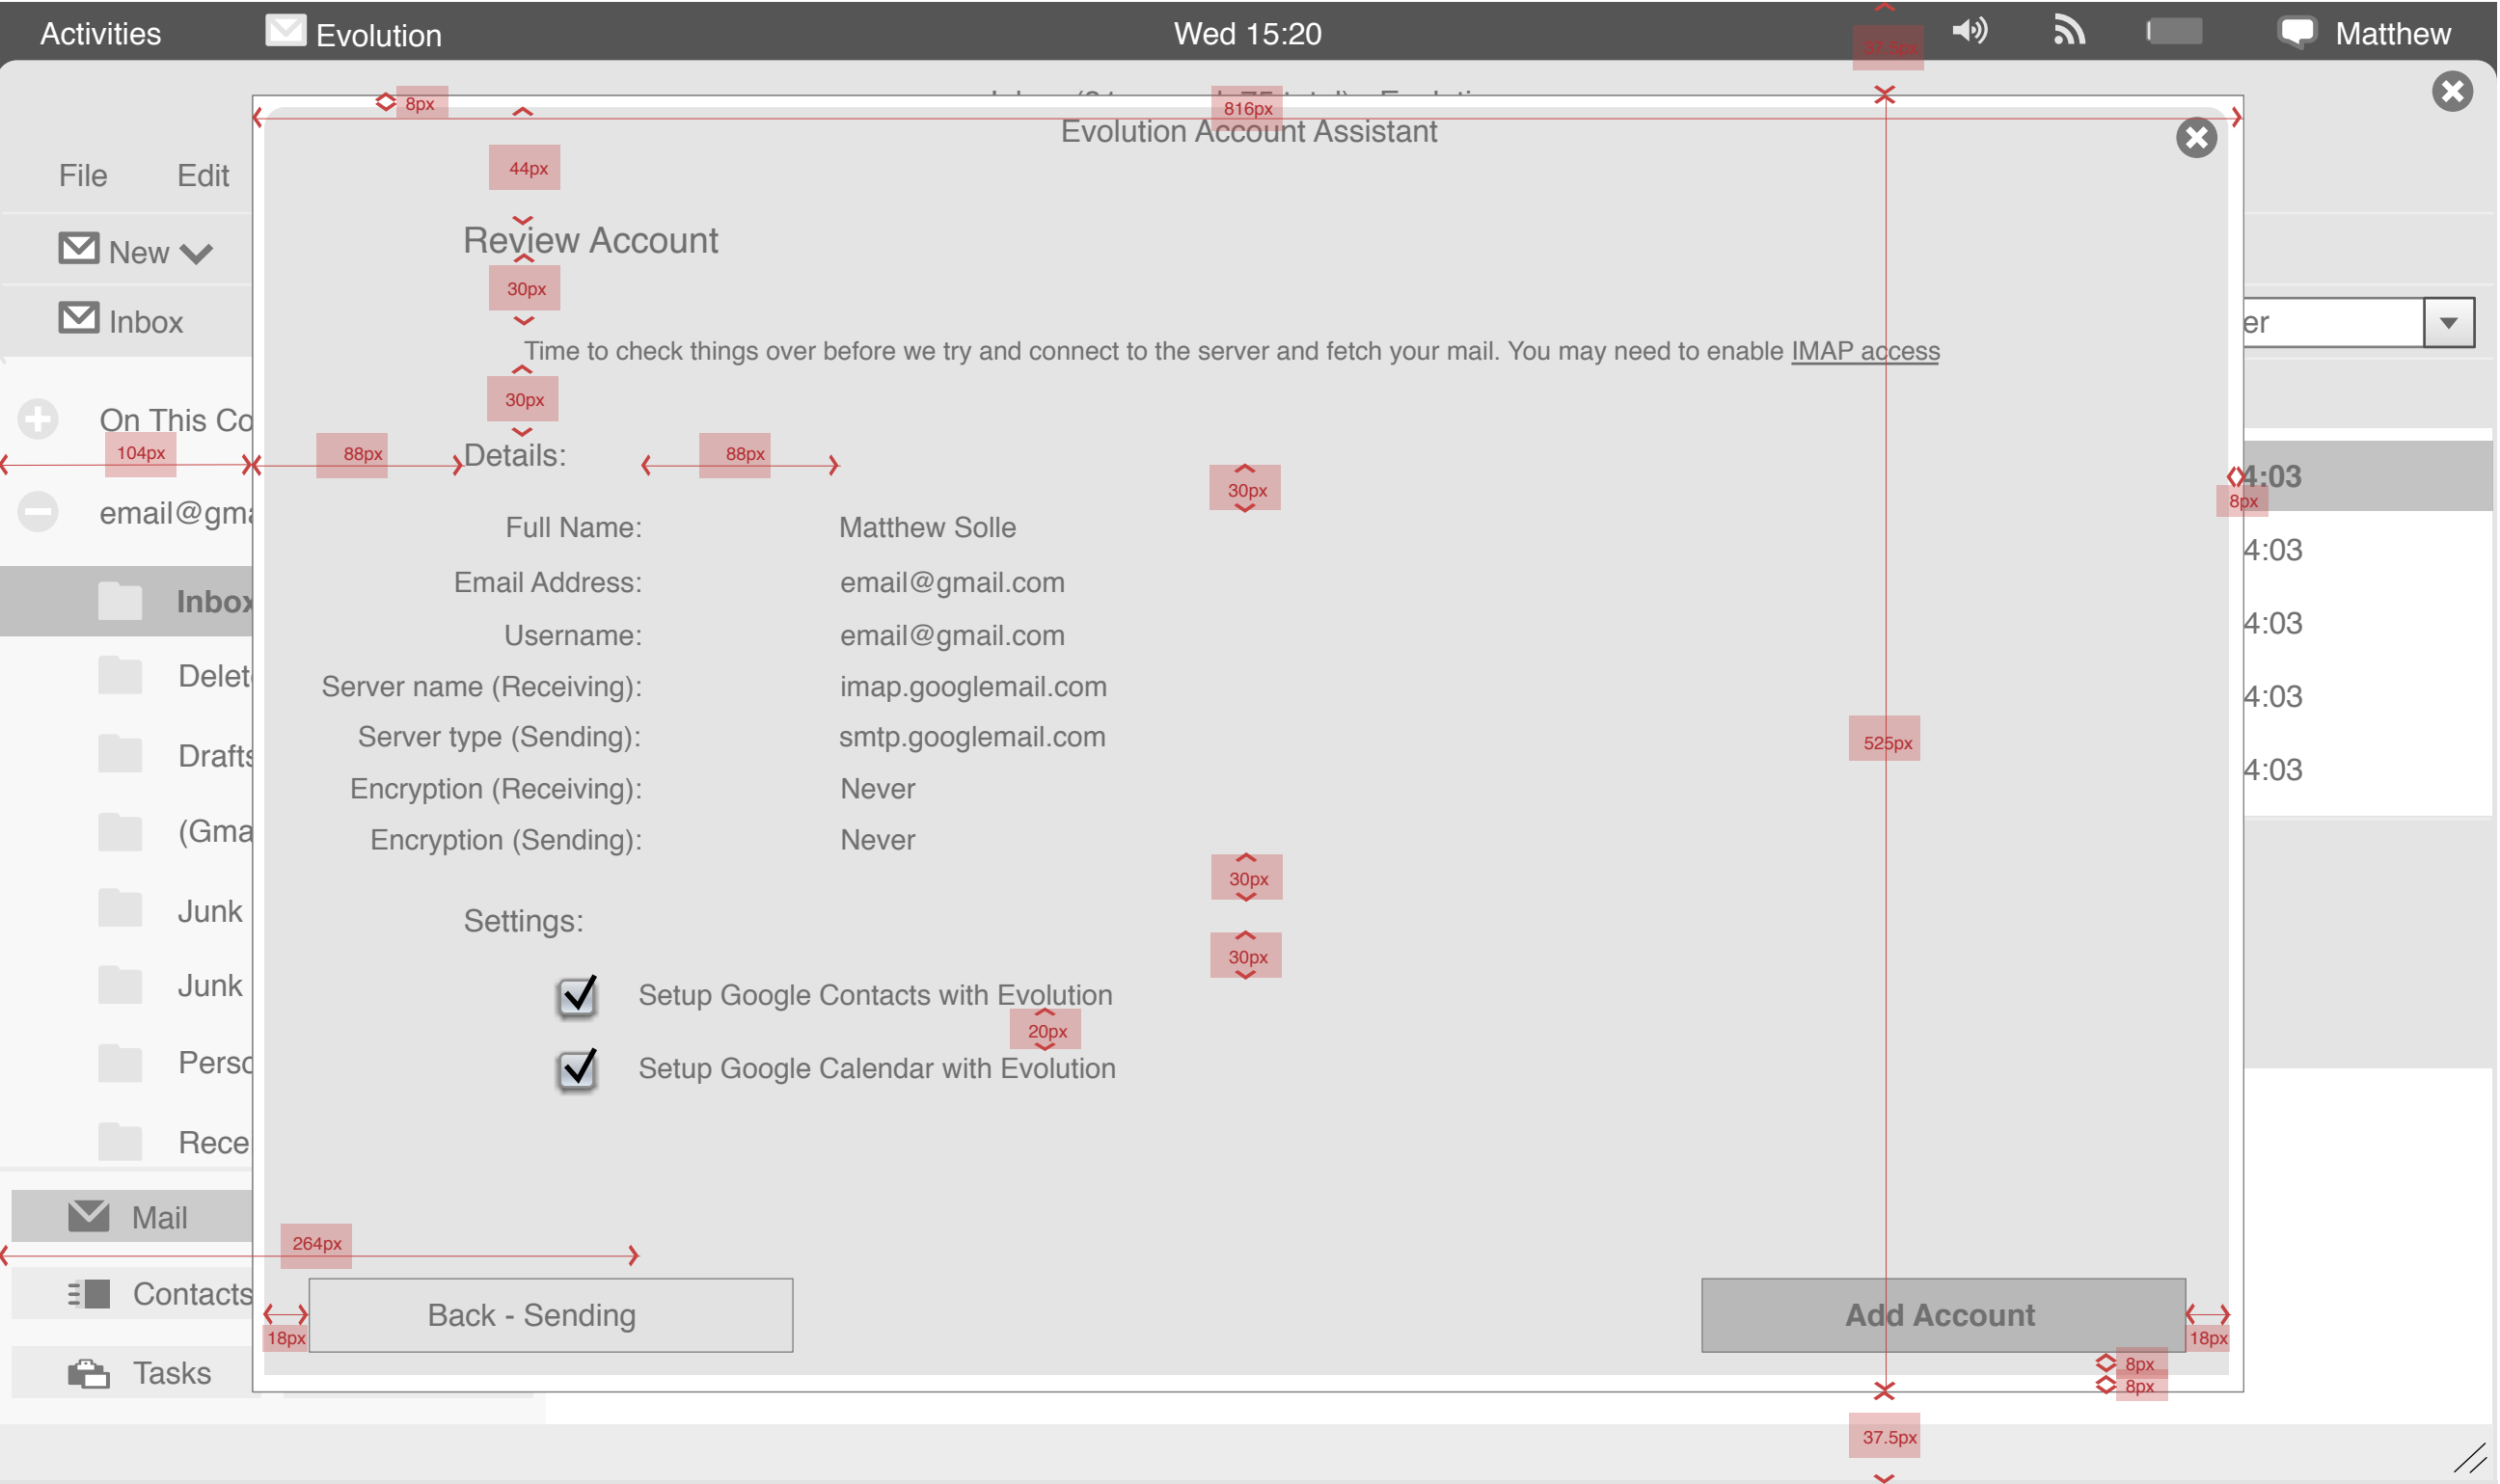 Activities Evolution Wed 15:20 37.5px Matthew
8px 816px
Evolution Account Assistant
44px
File Edit
Review Account
New
30px
Inbox er
Time to check things over before we try and connect to the server and fetch your mail. You may need to enable IMAP access
30px
On This Co
104px 88px Details: 88px
4:03
30px
8px
email@gma
Full Name: Matthew Solle
4:03
Email Address: email@gmail.com
Inbox
4:03
Username: email@gmail.com
Delet
Server name (Receiving): imap.googlemail.com
4:03
Server type (Sending): smtp.googlemail.com
525px
Drafts
4:03
Encryption (Receiving): Never
(Gma
Encryption (Sending): Never
30px
Junk
Settings:
30px
Junk
Setup Google Contacts with Evolution
20px
Perso
Setup Google Calendar with Evolution
Rece
Mail
264px
Contacts
Back - Sending Add Account
18px 18px
8px
Tasks
8px
37.5px